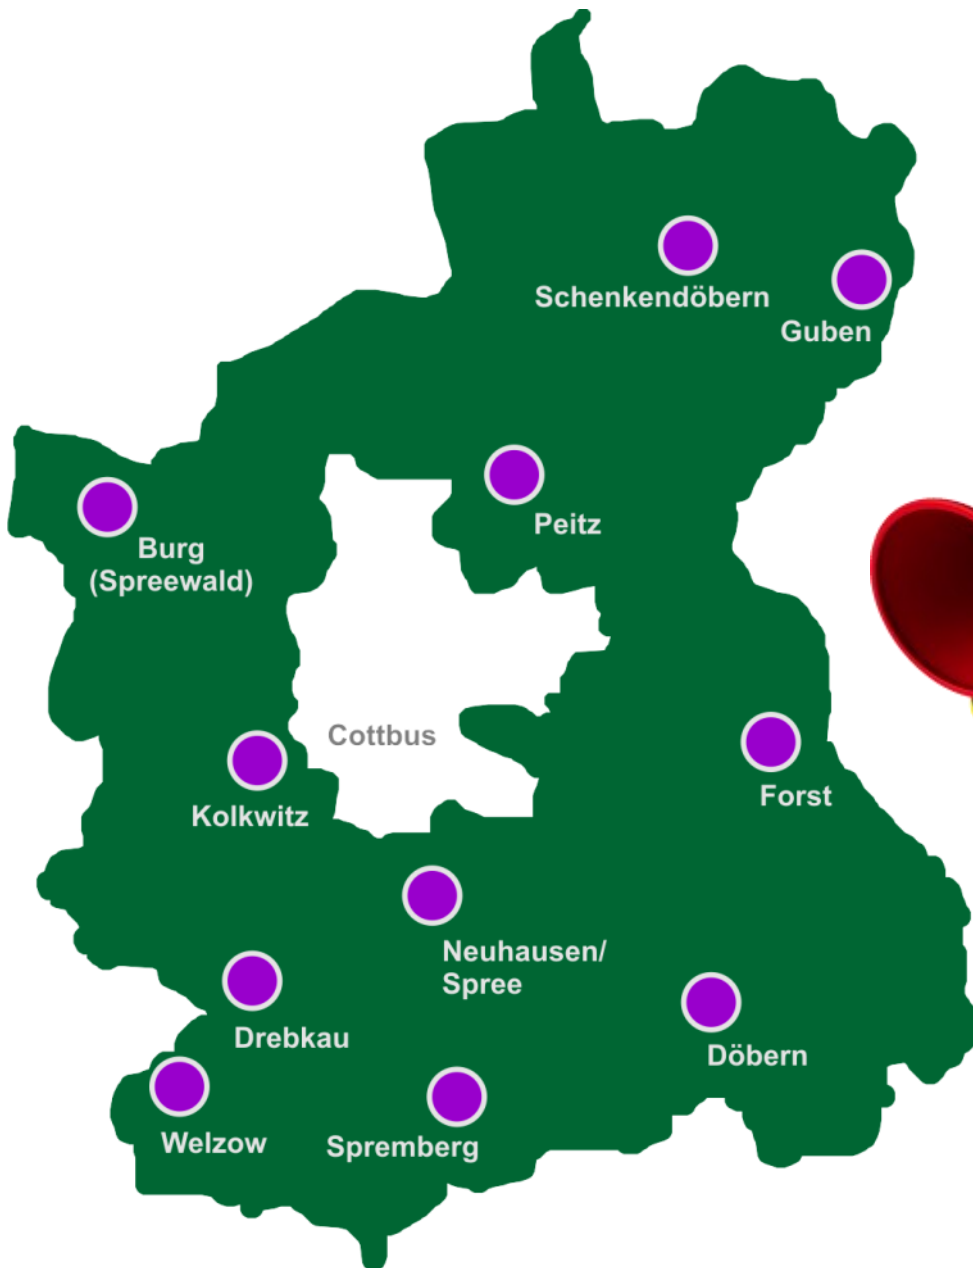 Schenkendöbern
Guben
Peitz
Burg
(Spreewald)
Cottbus
Forst
Kolkwitz
Neuhausen/
Spree
Drebkau
Döbern
Welzow
Spremberg